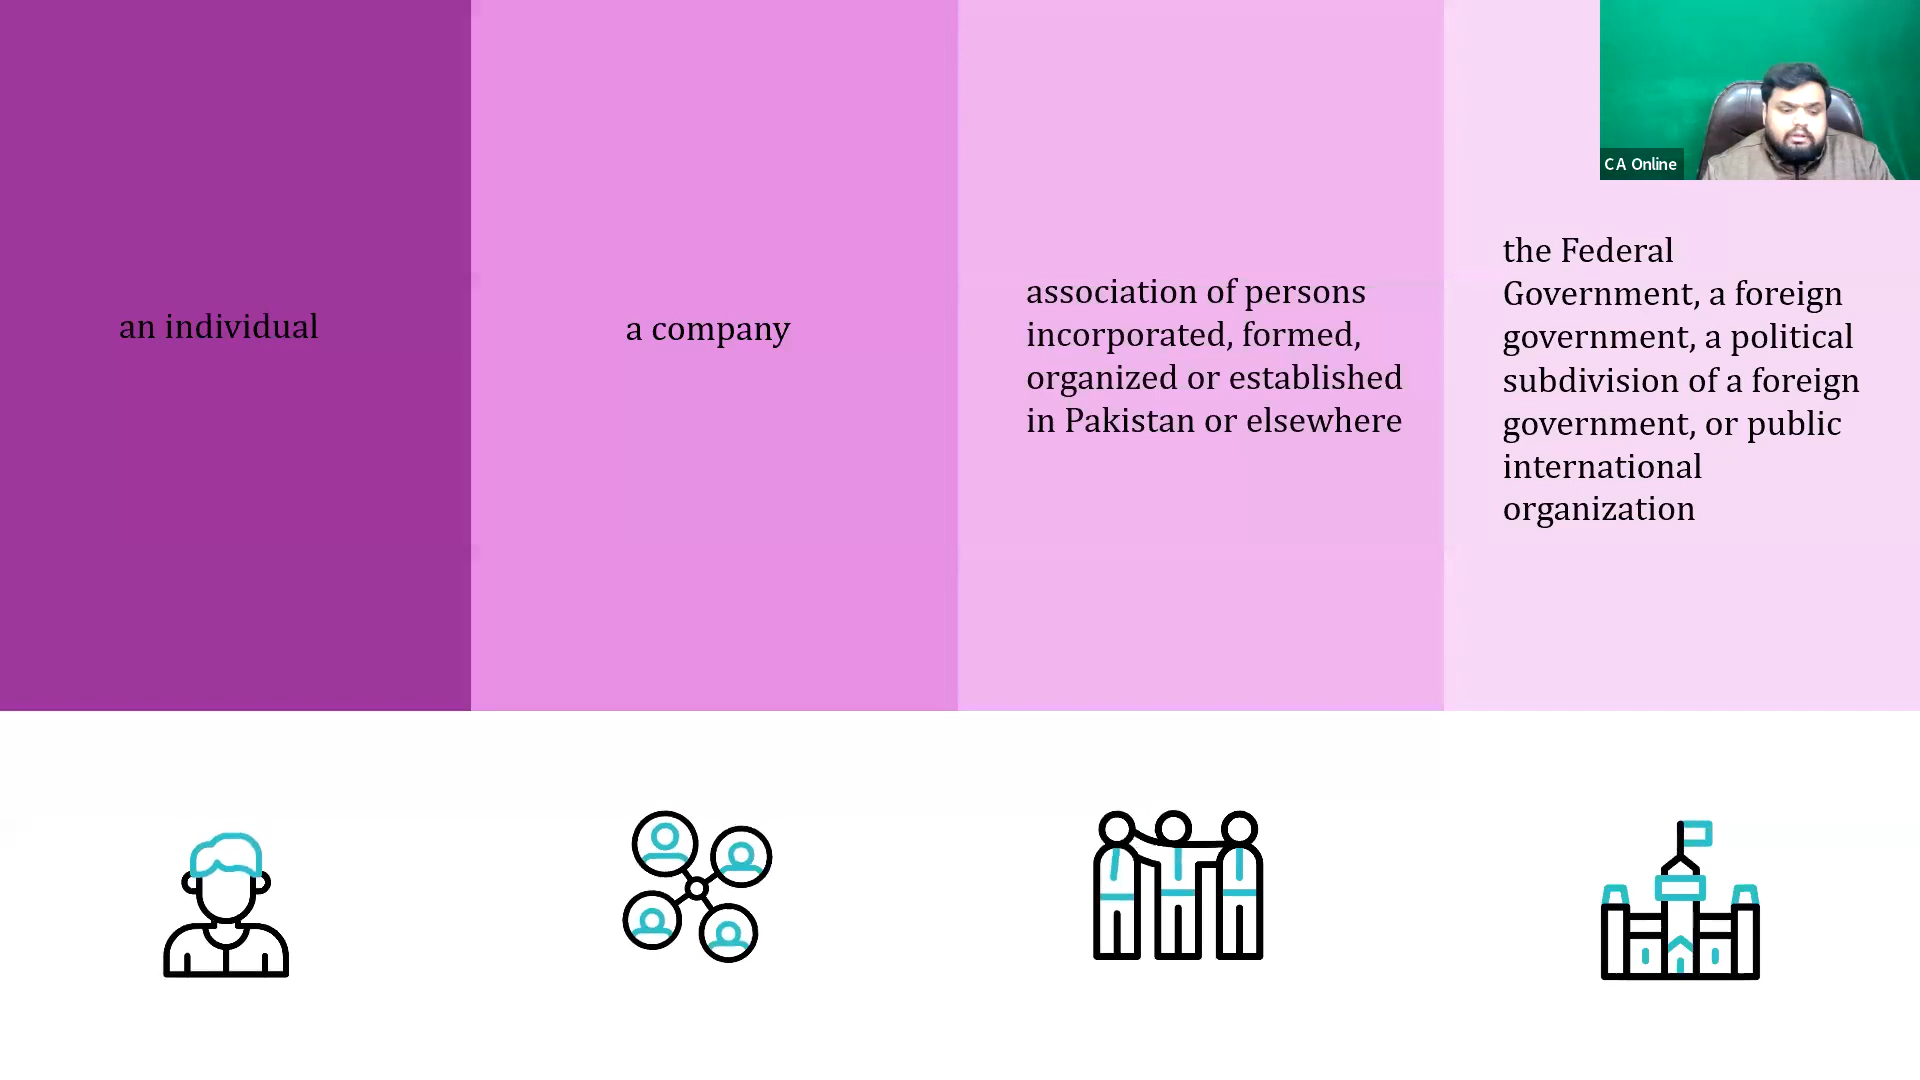 an individual
a company
association of persons
incorporated, formed,
organized or established
in Pakistan or elsewhere
the Federal
Government, a foreign
government, a political
subdivision of a foreign
government, or public
international
organization
C A Online